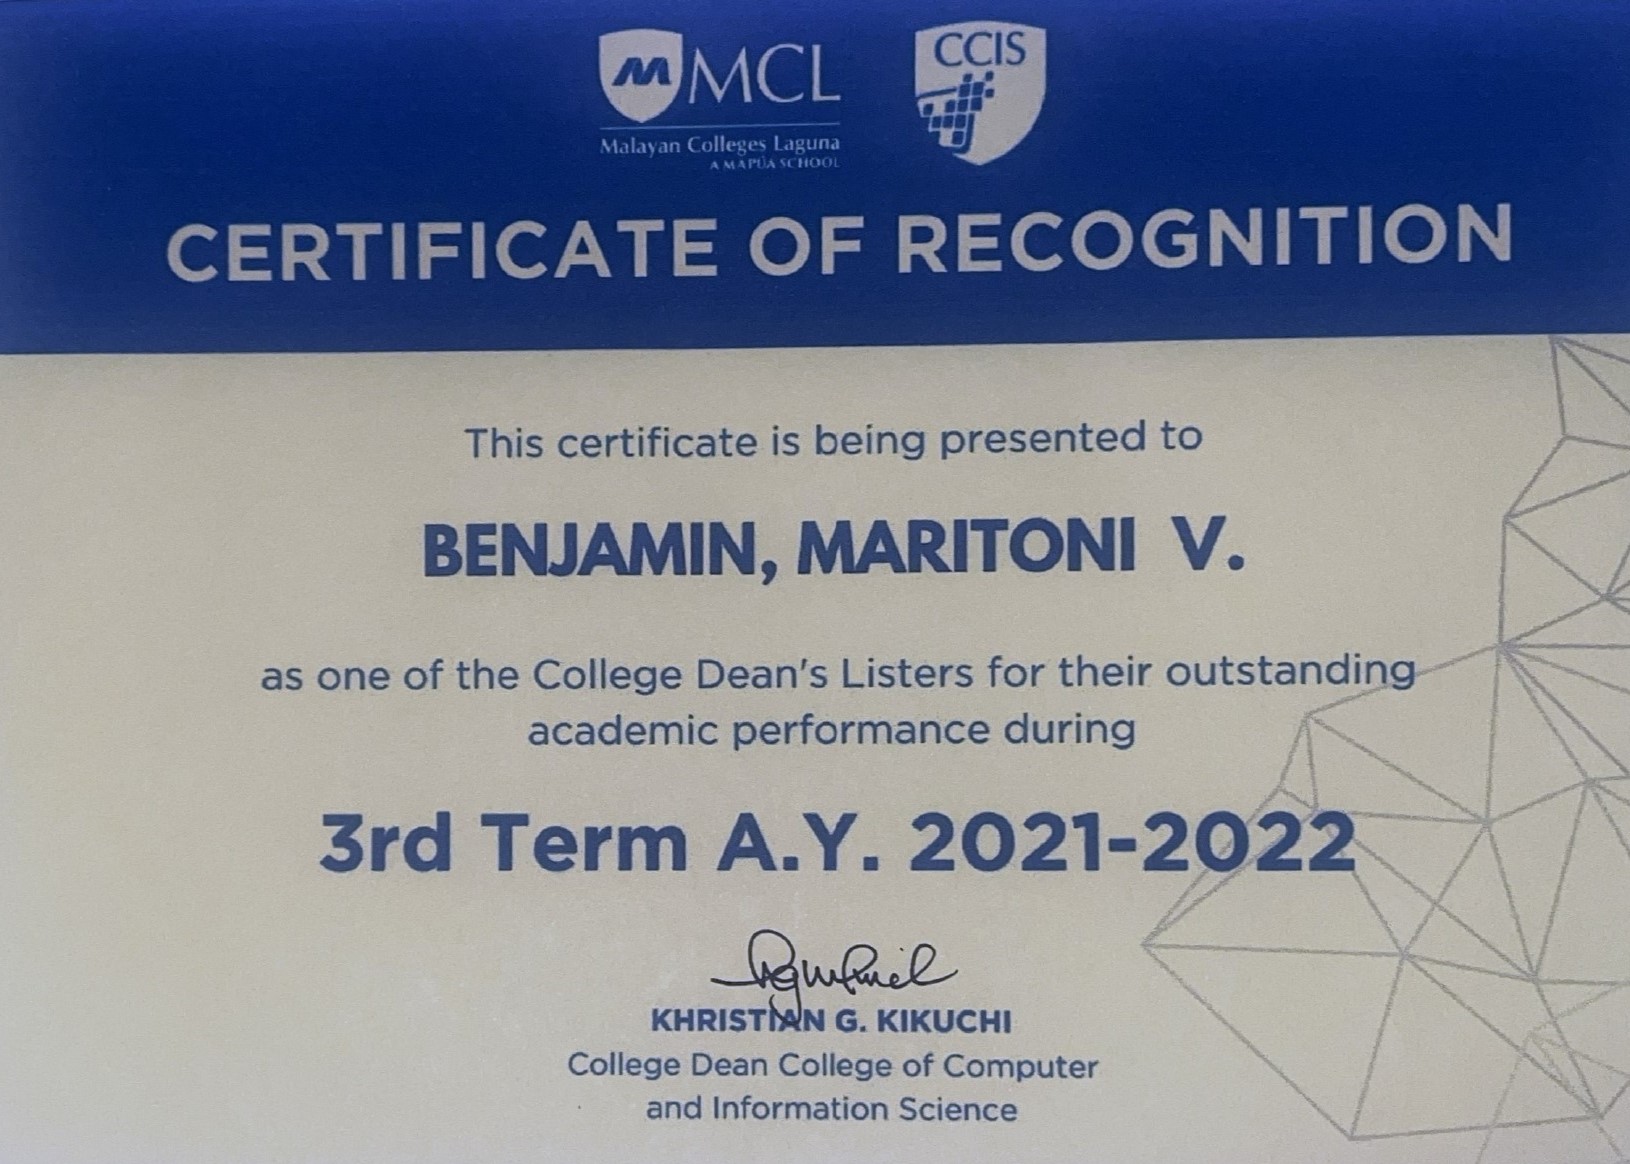 MCL
Malayan Colleges Laguna
A MAPÚA SCHOOL
CCIS
CERTIFICATE OF RECOGNITION
This certificate is being presented to
BENJAMIN, MARITONI V.
as one of the College Dean's Listers for their outstanding
academic performance during
3rd Term A.Y. 2021-2022
KHRISTIAN G. KIKUCHI
College Dean College of Computer
and Information Science